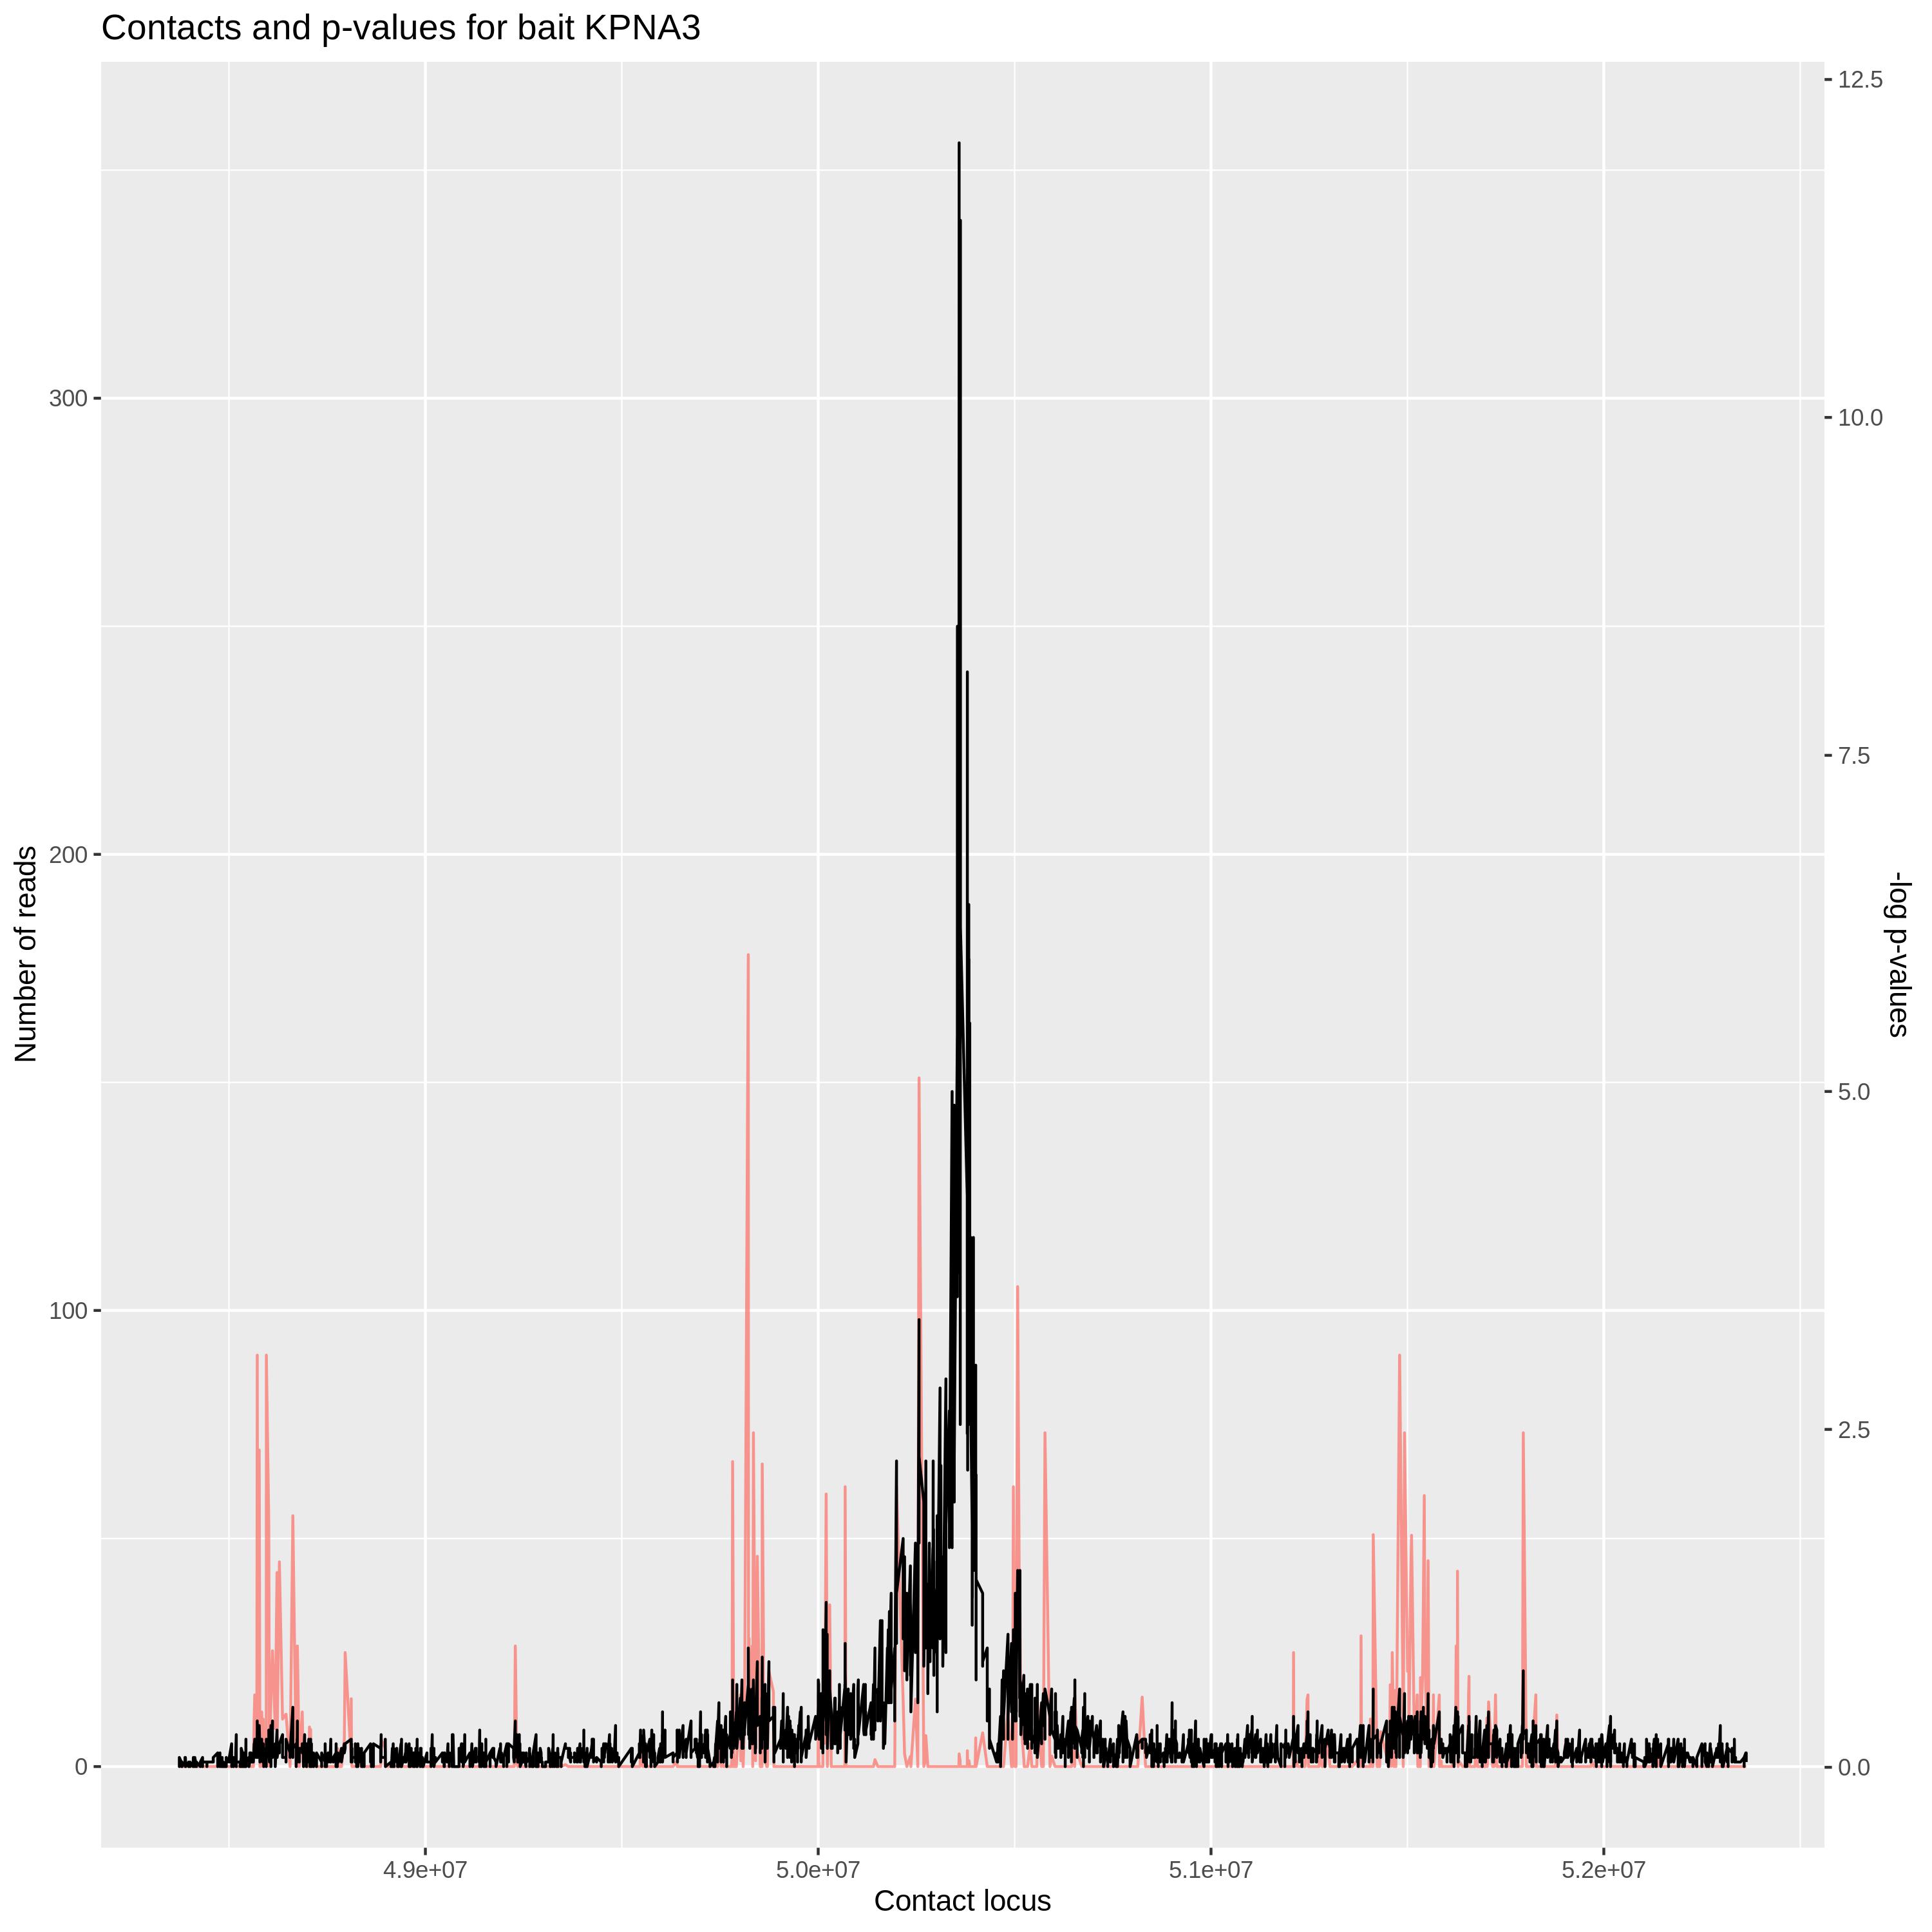 Contacts and p-values for bait KPNA3
12.5
300
10.0
7.5
200
Number of reads
-log p-values
5.0
100
2.5
0
0.0
4.9e+07
5.0e+07
5.1e+07
5.2e+07
Contact locus